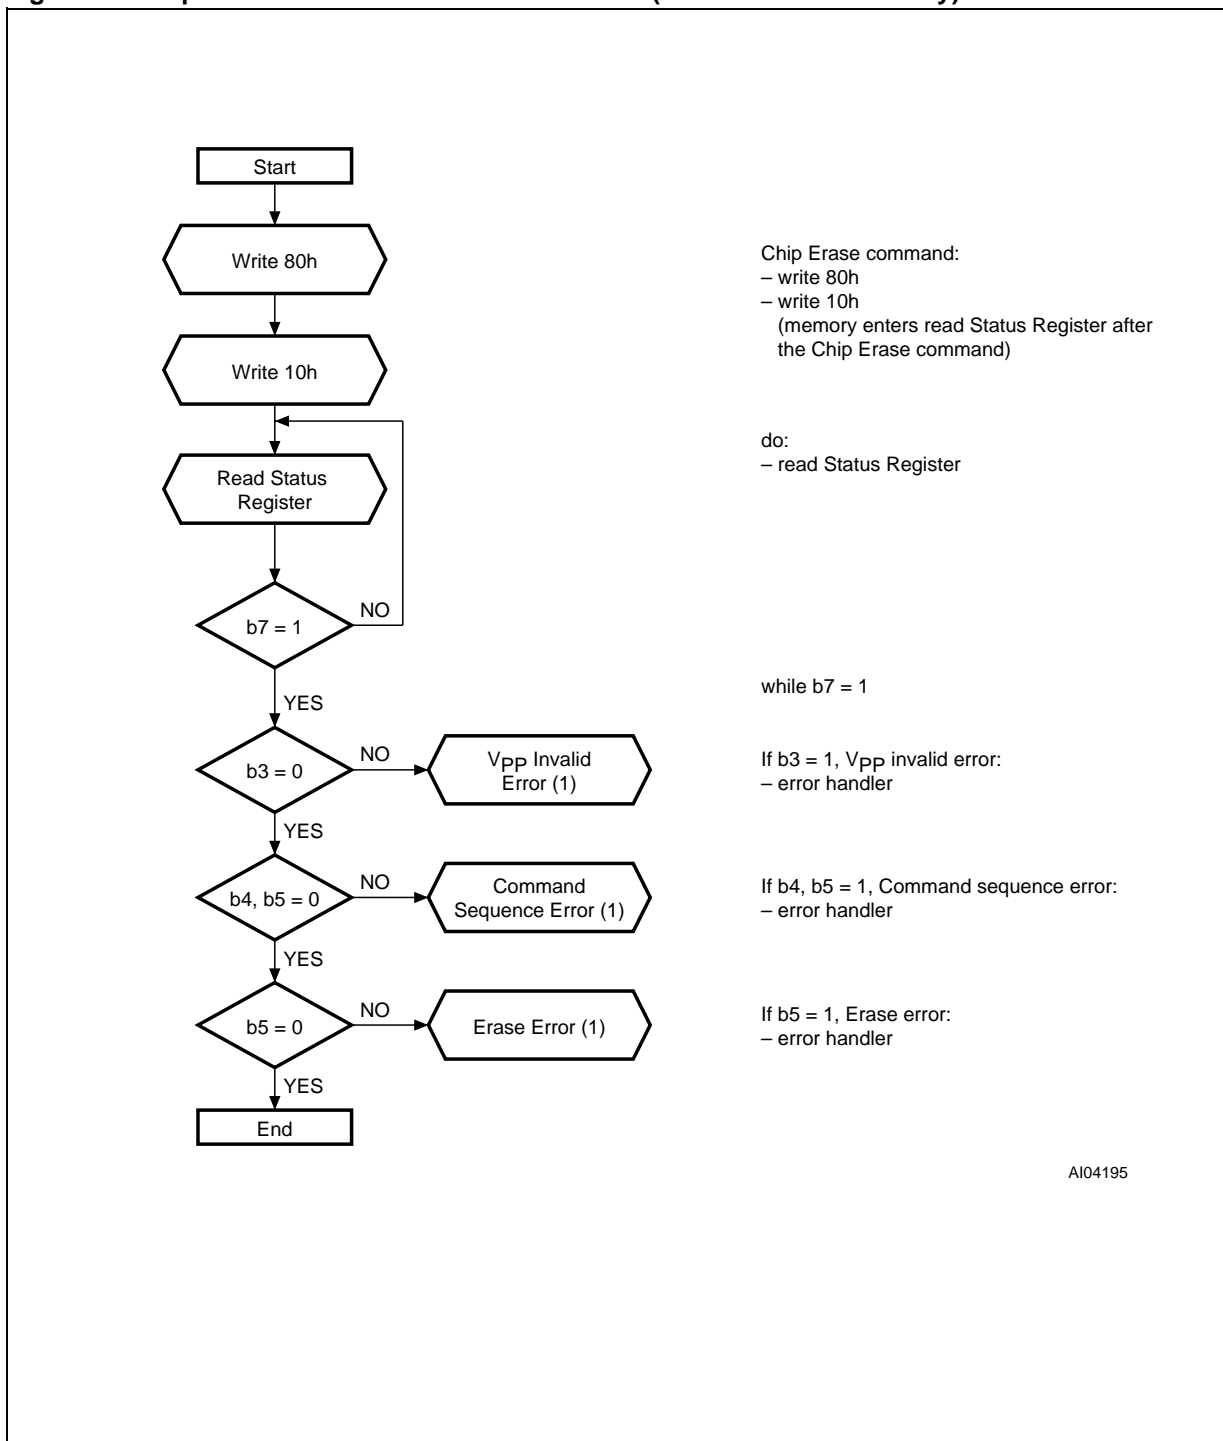 Start
Write 80h
Chip Erase command:
– write 80h
– write 10h
(memory enters read Status Register after
the Chip Erase command)
Write 10h
do:
– read Status Register
Read Status
Register
b7 = 1
NO
while b7 = 1
YES
b3 = 0
NO
VPP Invalid
Error (1)
If b3 = 1, VPP invalid error:
– error handler
YES
b4, b5 = 0
NO
Command
Sequence Error (1)
If b4, b5 = 1, Command sequence error:
– error handler
YES
b5 = 0
NO
Erase Error (1)
If b5 = 1, Erase error:
– error handler
YES
End
AI04195